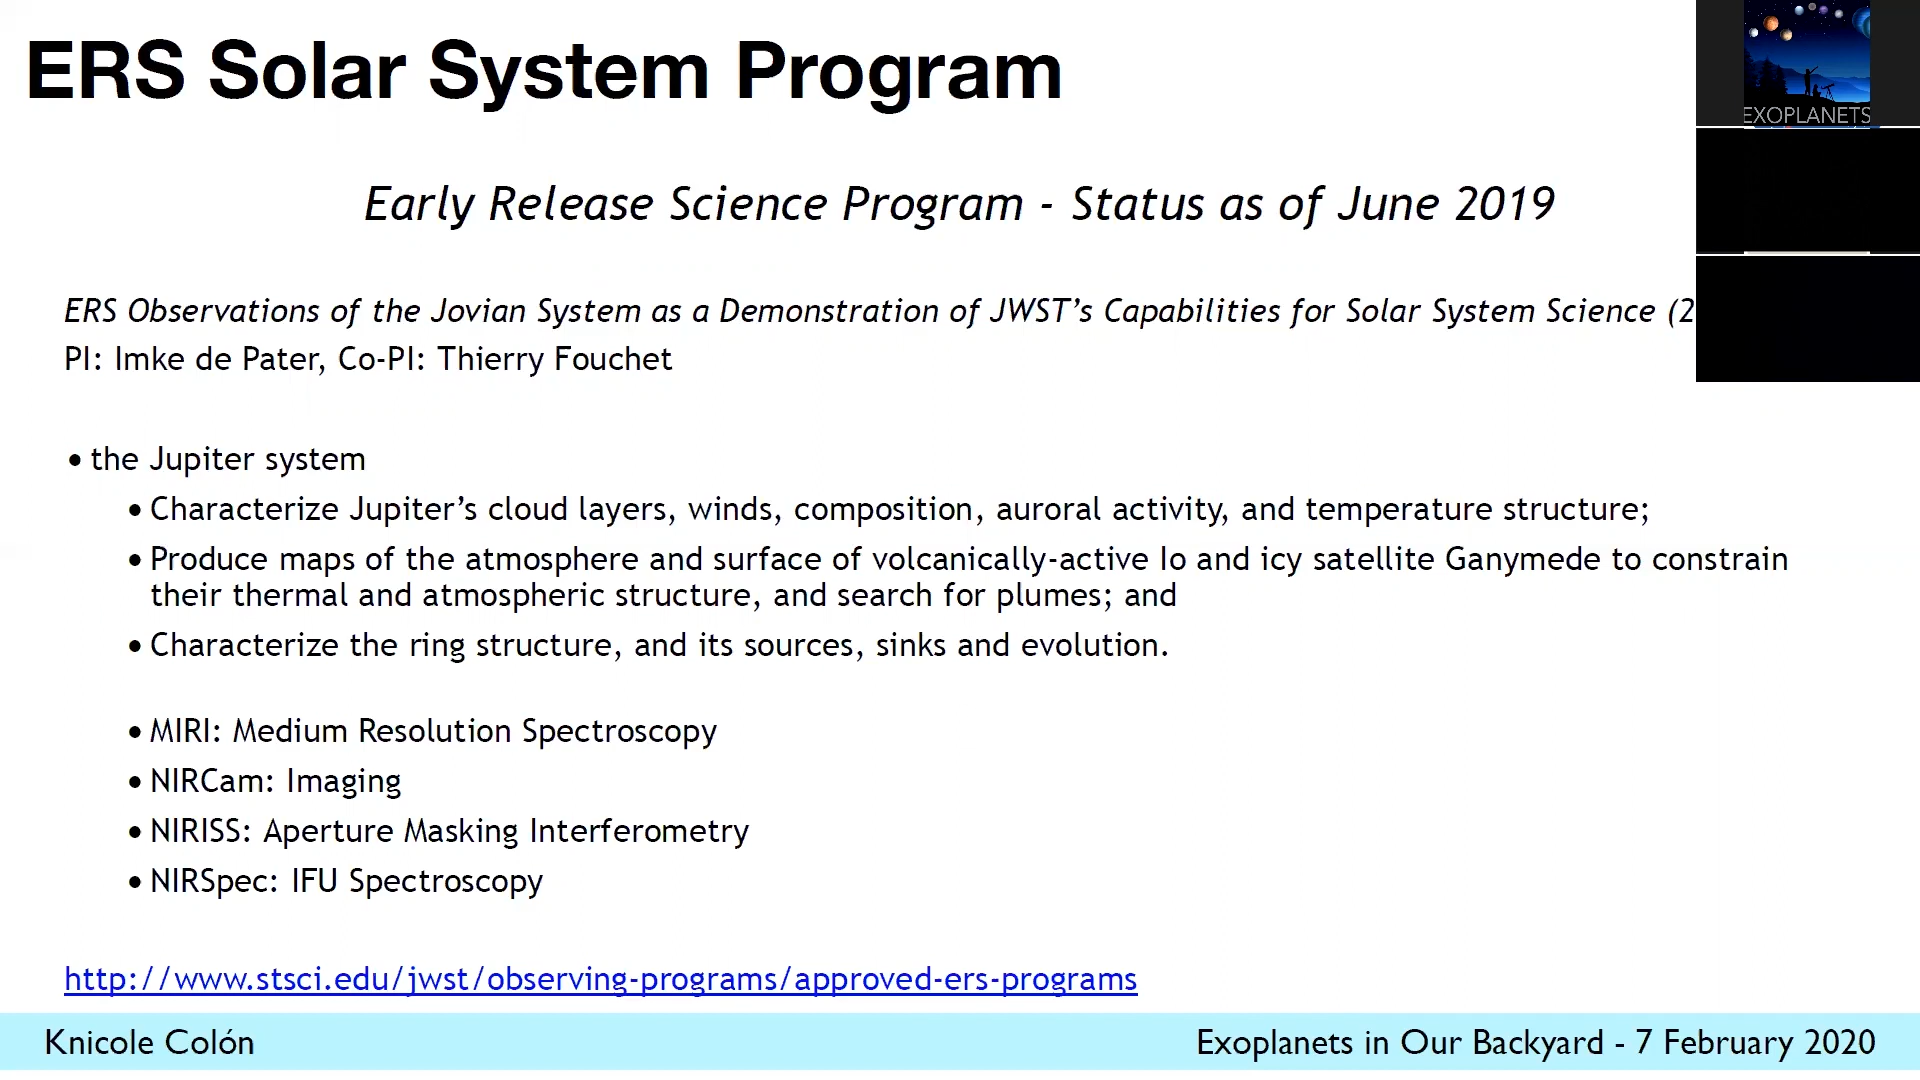 ERS Solar System Program
EXOPLANETS
Early Release Science Program - Status as of June 2019
ERS Observations of the Jovian System as a Demonstration of JWST’s Capabilities for Solar System Science (2
PI: Imke de Pater, Co-PI: Thierry Fouchet
• the Jupiter system
• Characterize Jupiter’s cloud layers, winds, composition, auroral activity, and temperature structure;
• Produce maps of the atmosphere and surface of volcanically-active Io and icy satellite Ganymede to constrain
their thermal and atmospheric structure, and search for plumes; and
• Characterize the ring structure, and its sources, sinks and evolution.
• MIRI: Medium Resolution Spectroscopy
• NIRCam: Imaging
• NIRISS: Aperture Masking Interferometry
• NIRSpec: IFU Spectroscopy
http://www.stsci.edu/jwst/observing-programs/approved-ers-programs
Knicole Colón
Exoplanets in Our Backyard - 7 February 2020